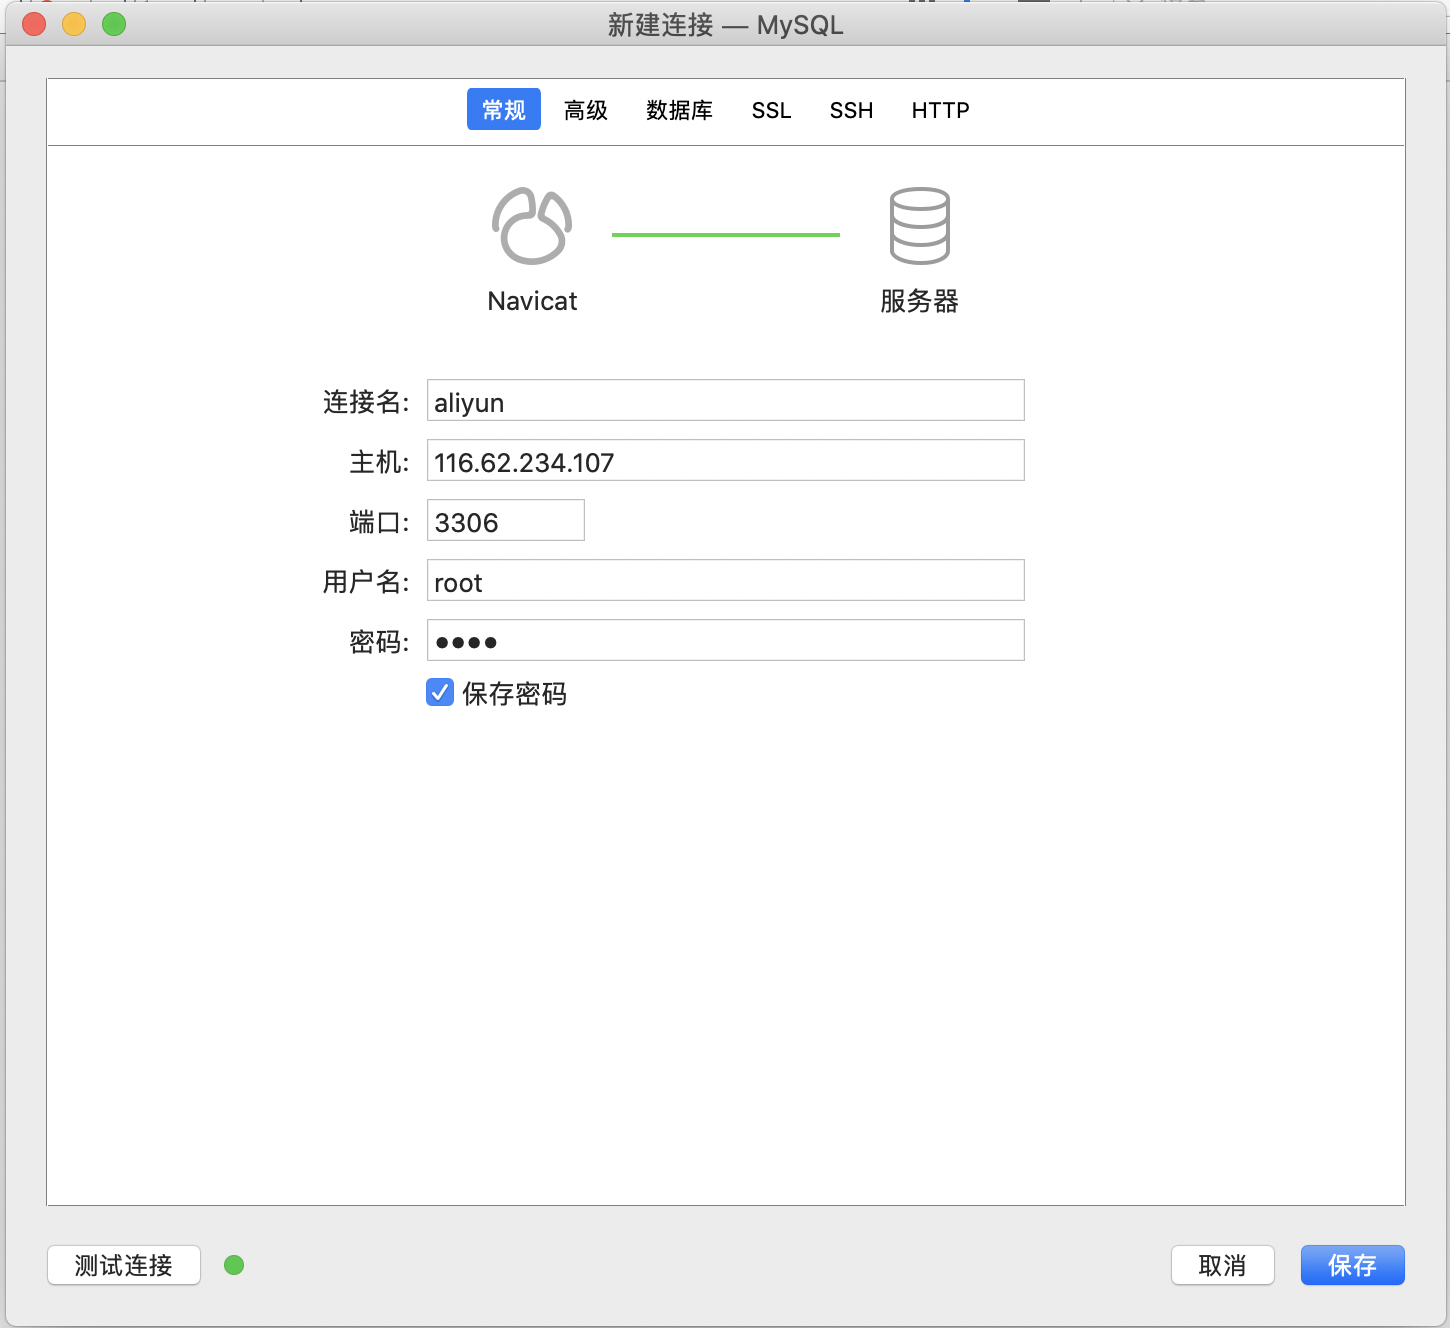 新建连接 — MySQL
常规 高级 数据库 SSL SSH HTTP
Navicat 服务器
连接名: aliyun
主机: 116.62.234.107
端口: 3306
用户名: root
密码: ••••
保存密码
测试连接 取消 保存